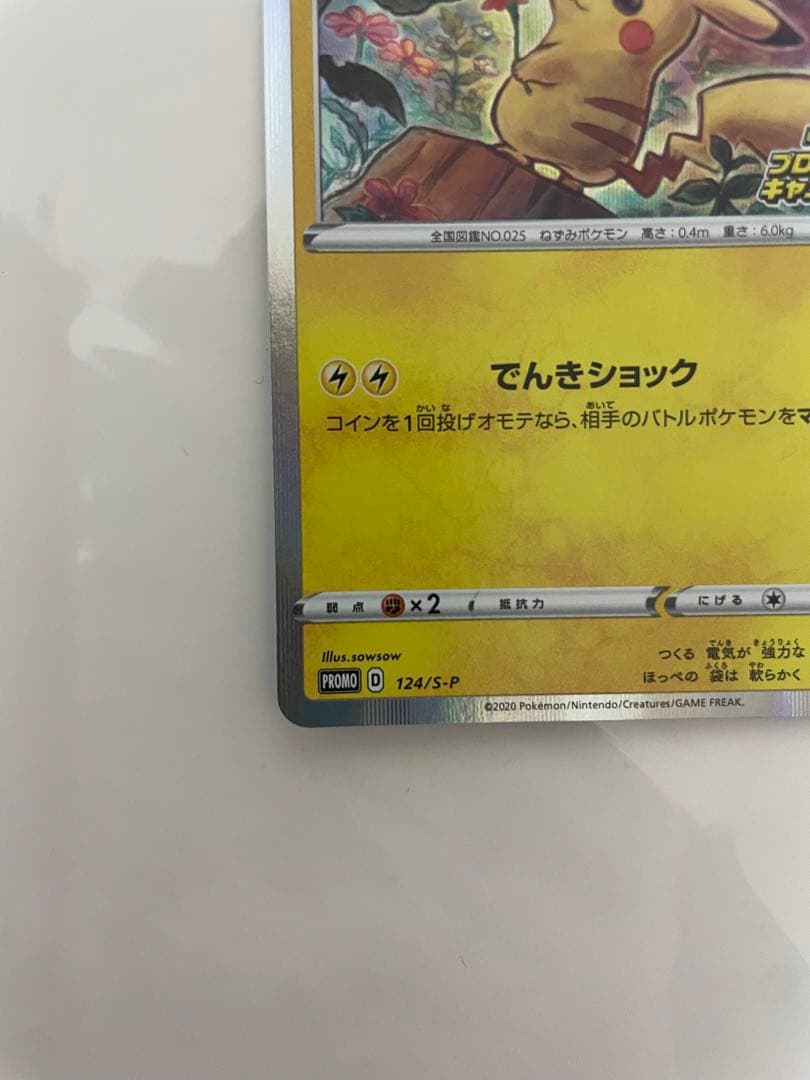 プロ
キャ
全国図鑑NO.025 ねずみポケモン 高さ:0.4m 重さ:6.0kg
でんきショック
コインを1回投げオモテなら、相手のバトルポケモンをマ
弱点 ×2 抵抗力 にげる
Illus.sowsow
つくる 電気が 強力な
PROMO D 124/S-P
ほっぺの 袋は 軟らかく
©2020 Pokémon/Nintendo/Creatures/GAME FREAK.